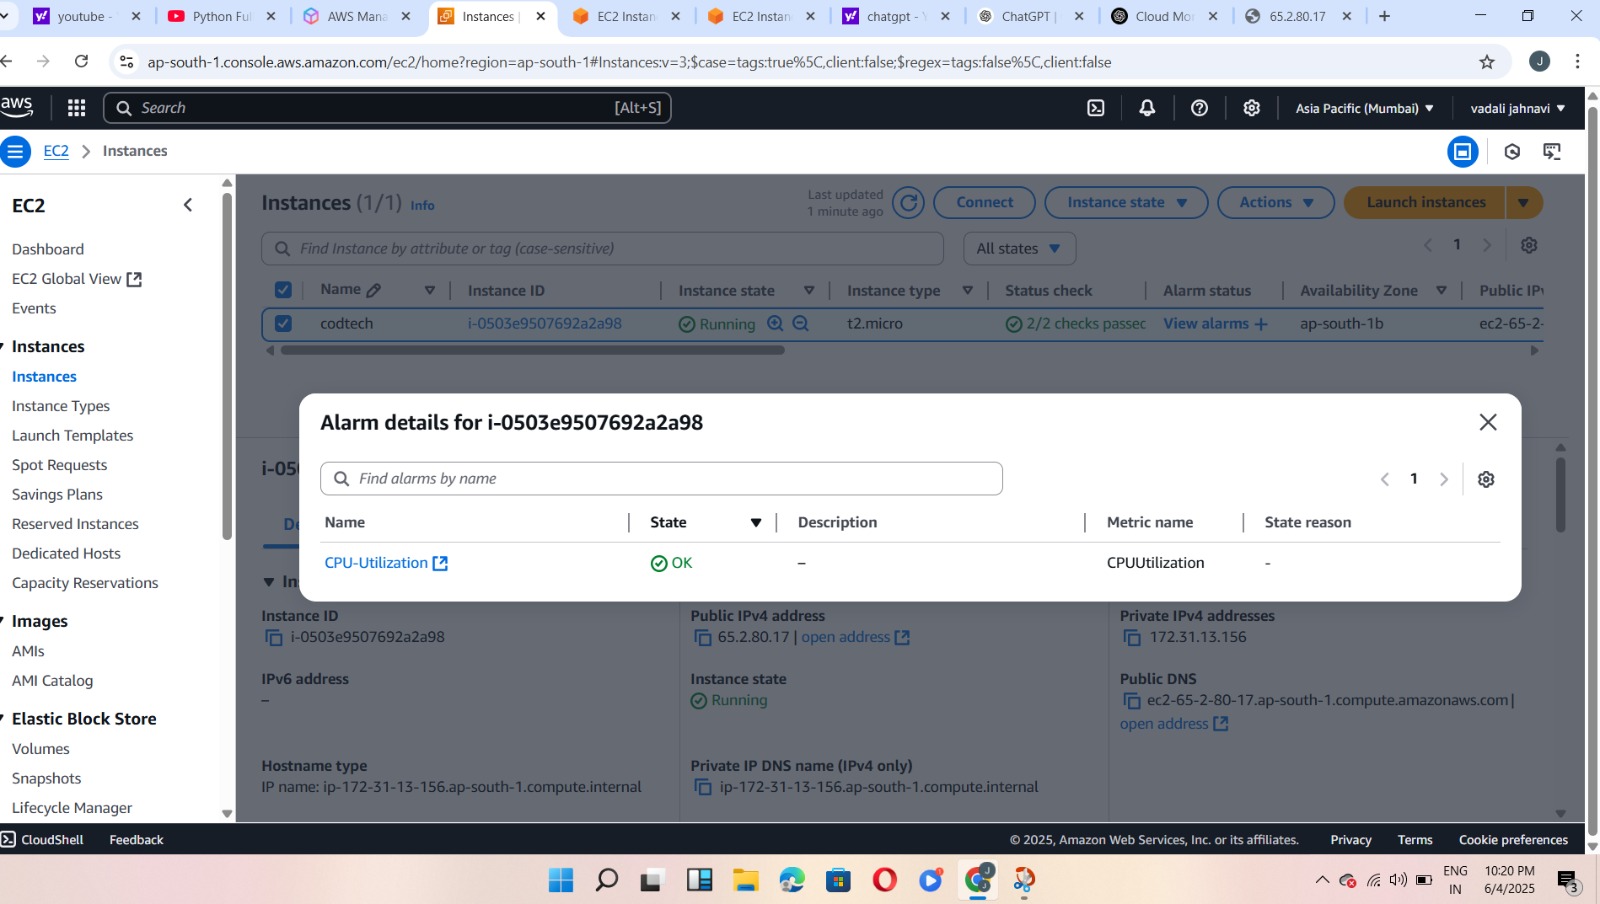 youtube -
Python Ful
AWS Mana
Instances |
EC2 Instan
EC2 Instan
chatgpt - Y
ChatGPT |
Cloud Mor
65.2.80.17
ap-south-1.console.aws.amazon.com/ec2/home?region=ap-south-1#Instances:v=3;$case=tags:true%5C,client:false;$regex=tags:false%5C,client:false
J
aws
Search
[Alt+S]
Asia Pacific (Mumbai)
vadali jahnavi
EC2
Instances
EC2
Dashboard
EC2 Global View
Events
Instances
Instances
Instance Types
Launch Templates
Spot Requests
Savings Plans
Reserved Instances
Dedicated Hosts
Capacity Reservations
Images
AMIs
AMI Catalog
Elastic Block Store
Volumes
Snapshots
Lifecycle Manager
Instances (1/1) Info
Last updated
1 minute ago
Connect
Instance state
Actions
Launch instances
Find Instance by attribute or tag (case-sensitive)
All states
1
Name Instance ID Instance state Instance type Status check Alarm status Availability Zone Public IPv
codtech i-0503e9507692a2a98 Running t2.micro 2/2 checks passec View alarms + ap-south-1b ec2-65-2-
i-050
De
Alarm details for i-0503e9507692a2a98
Find alarms by name
1
Name State Description Metric name State reason
CPU-Utilization OK – CPUUtilization -
In
Instance ID
i-0503e9507692a2a98
Public IPv4 address
65.2.80.17 | open address
Private IPv4 addresses
172.31.13.156
IPv6 address
–
Instance state
Running
Public DNS
ec2-65-2-80-17.ap-south-1.compute.amazonaws.com |
open address
Hostname type
IP name: ip-172-31-13-156.ap-south-1.compute.internal
Private IP DNS name (IPv4 only)
ip-172-31-13-156.ap-south-1.compute.internal
CloudShell
Feedback
© 2025, Amazon Web Services, Inc. or its affiliates.
Privacy
Terms
Cookie preferences
ENG
IN
10:20 PM
6/4/2025
3